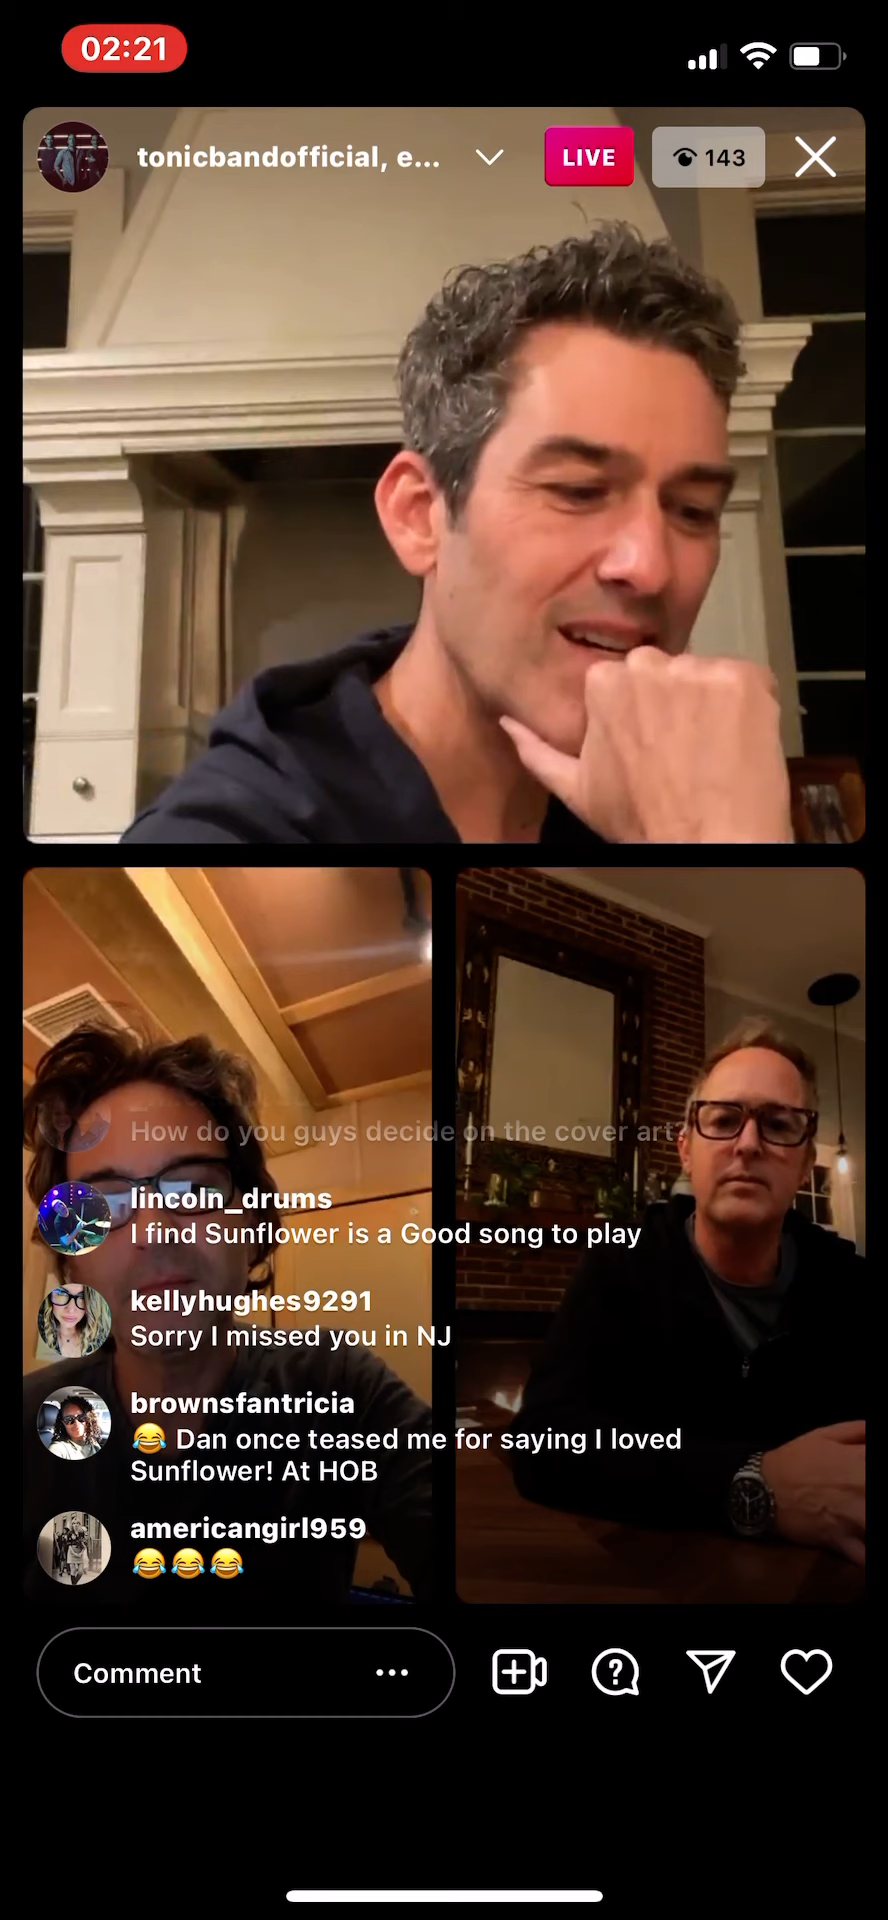 02:21
tonicbandofficial, e...
LIVE
143
How do you guys decide on the cover art?
lincoln_drums
I find Sunflower is a Good song to play
kellyhughes9291
Sorry I missed you in NJ
brownsfantricia
😂 Dan once teased me for saying I loved
Sunflower! At HOB
americangirl959
😂😂😂
Comment